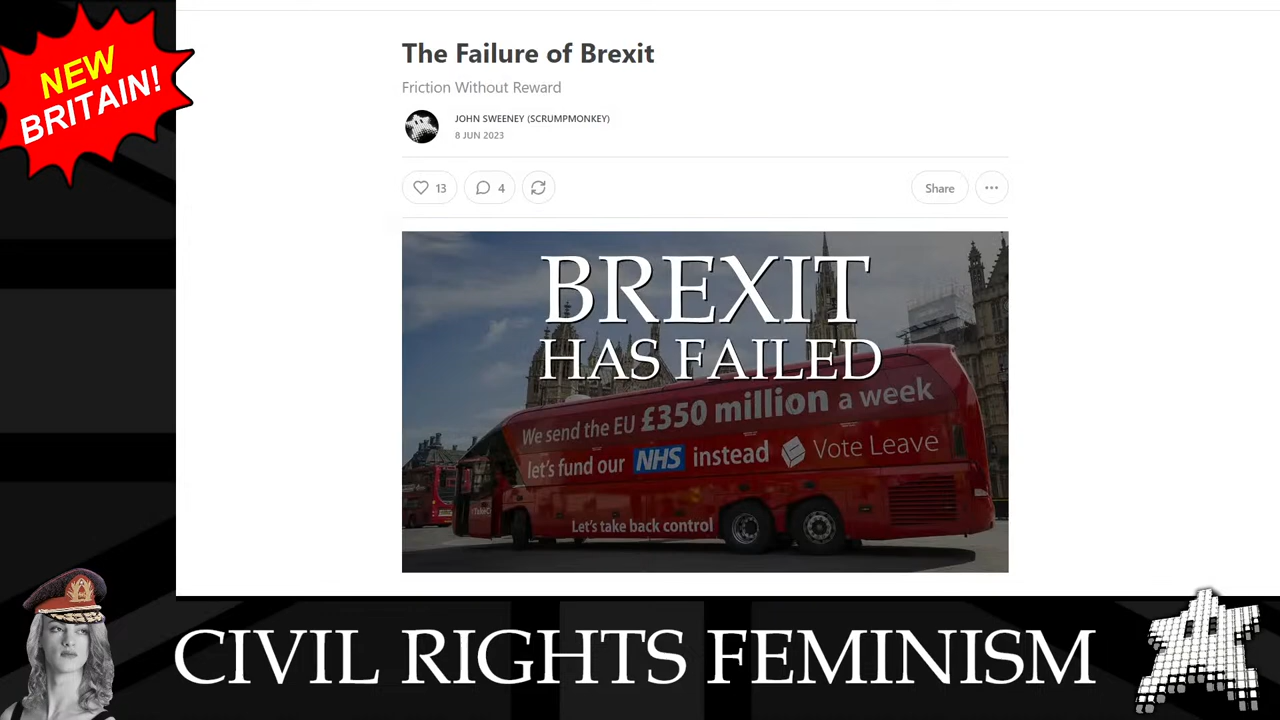 NEW
BRITAIN!
The Failure of Brexit
Friction Without Reward
JOHN SWEENEY (SCRUMPMONKEY)
8 JUN 2023
13
4
Share
BREXIT
HAS FAILED
We send the EU £350 million a week
let's fund our NHS instead
Vote Leave
Let's take back control
CIVIL RIGHTS FEMINISM